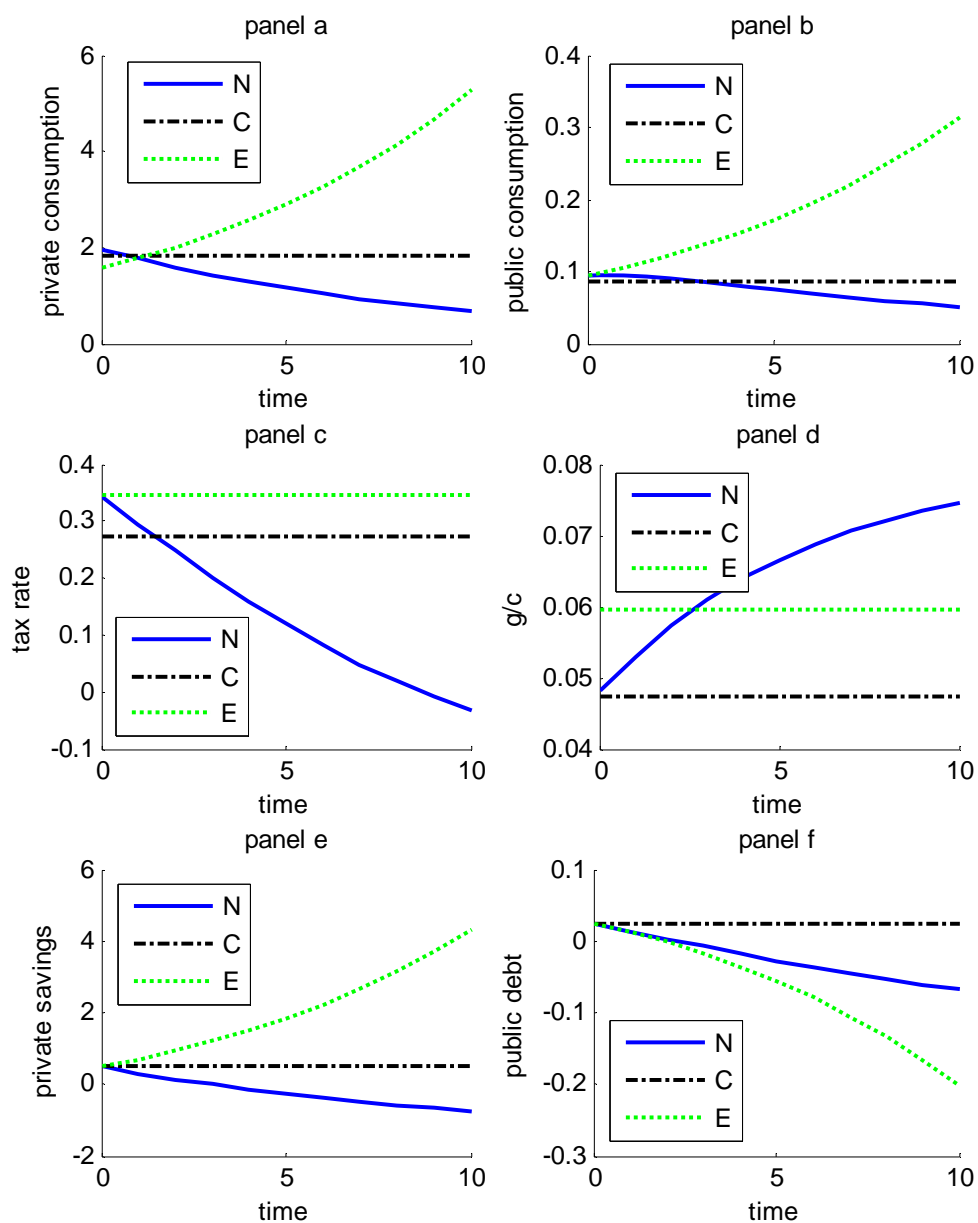 panel a
6
4
2
0
private consumption
N
C
E
0
5
10
time
panel b
0.4
0.3
0.2
0.1
0
public consumption
N
C
E
0
5
10
time
panel c
0.4
0.3
0.2
0.1
0
-0.1
tax rate
N
C
E
0
5
10
time
panel d
0.08
0.07
0.06
0.05
0.04
g/c
N
C
E
0
5
10
time
panel e
6
4
2
0
-2
private savings
N
C
E
0
5
10
time
panel f
0.1
0
-0.1
-0.2
-0.3
public debt
N
C
E
0
5
10
time